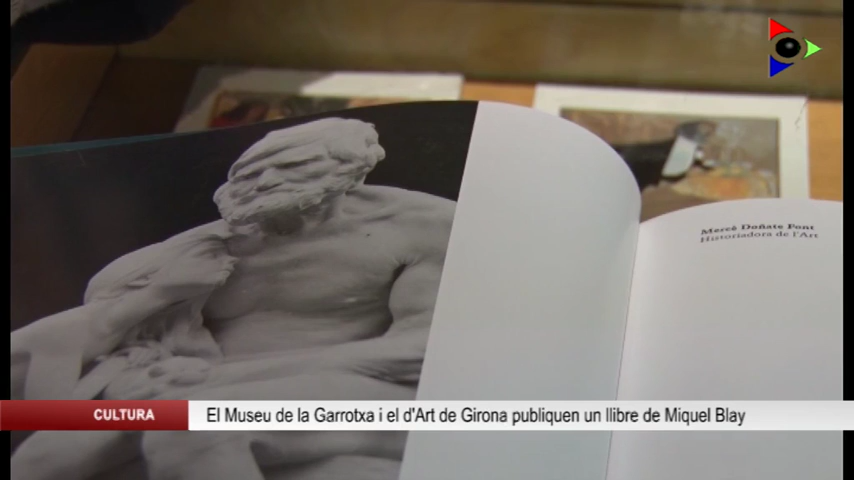 Mercè Doñate Font
Historiadora de l'Art
CULTURA
El Museu de la Garrotxa i el d'Art de Girona publiquen un llibre de Miquel Blay